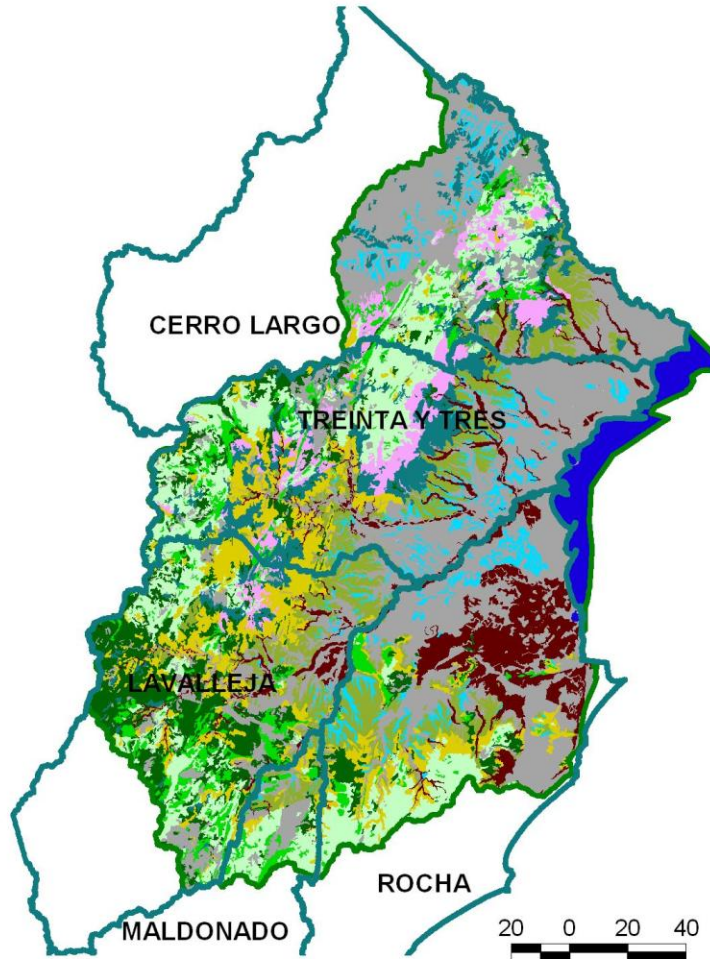 CERRO LARGO
TREINTA Y TRES
LAVALLEJA
ROCHA
MALDONADO
20 0 20 40